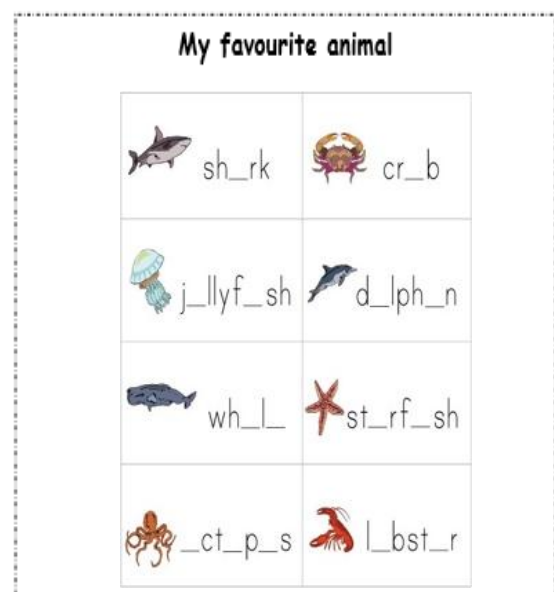 My favourite animal
sh_rk
cr_b
j_llyf_sh
d_lph_n
wh_l_
st_rf_sh
_ct_p_s
l_bst_r